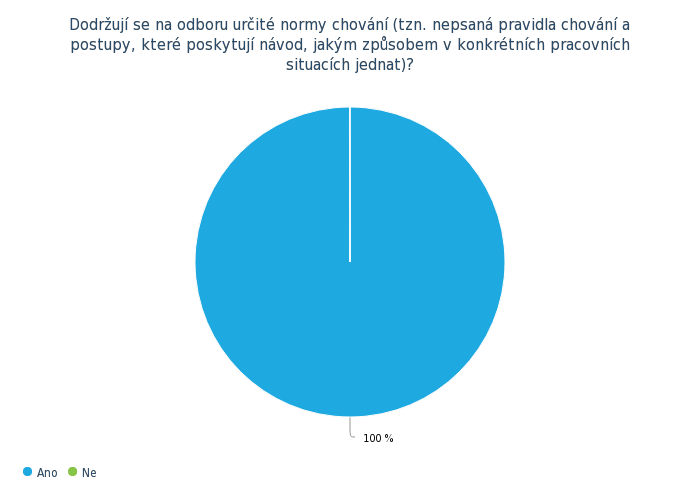 Dodržují se na odboru určité normy chování (tzn. nepsaná pravidla chování a
postupy, které poskytují návod, jakým způsobem v konkrétních pracovních
situacích jednat)?
100 %
Ano
Ne